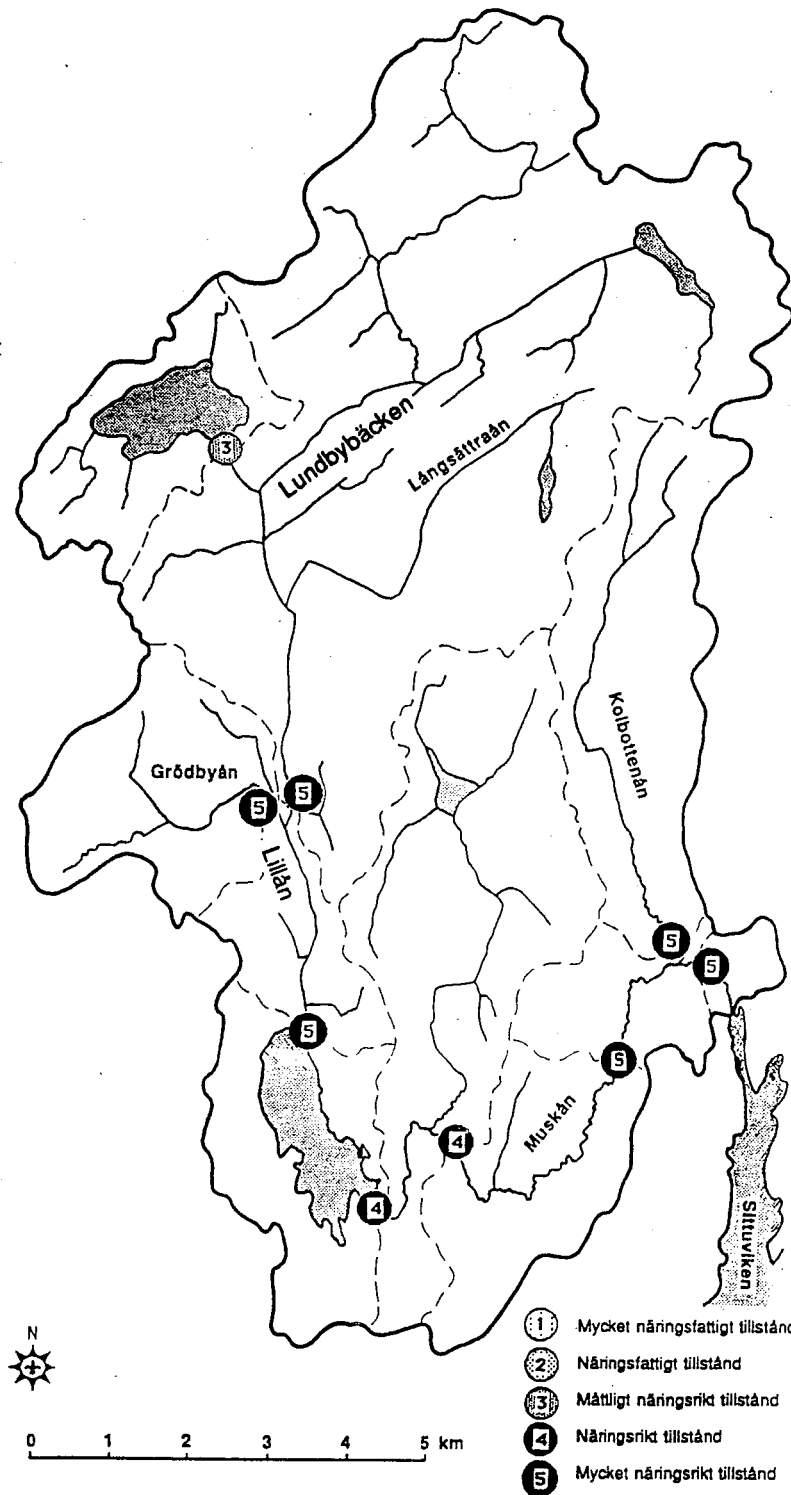 3
Lundbybäcken
Långsättraån
Kolbottenån
Grödbyån
5
5
Lillån
5
5
5
5
Muskån
4
4
Sittuviken
N
0 1 2 3 4 5 km
1 Mycket näringsfattigt tillstånd
2 Näringsfattigt tillstånd
3 Måttligt näringsrikt tillstånd
4 Näringsrikt tillstånd
5 Mycket näringsrikt tillstånd